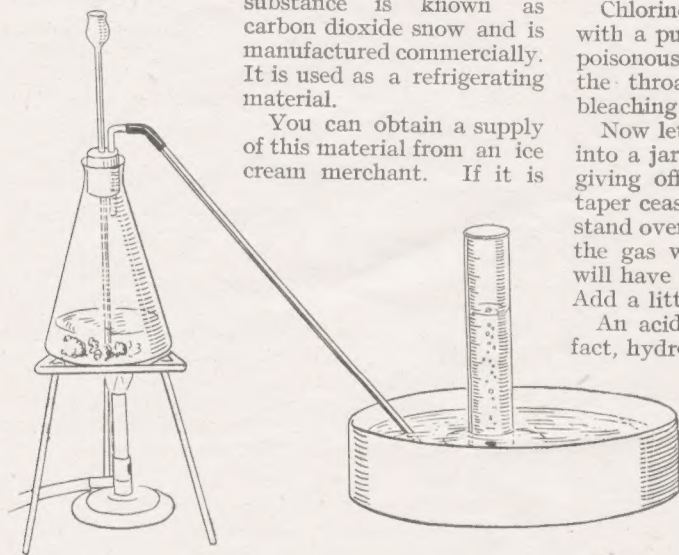 substance is known as
carbon dioxide snow and is
manufactured commercially.
It is used as a refrigerating
material.
You can obtain a supply
of this material from an ice
cream merchant. If it is
Chlorine
with a pu
poisonous
the throa
bleaching
Now let
into a jar
giving off
taper ceas
stand over
the gas w
will have
Add a litt
An acid
fact, hydro